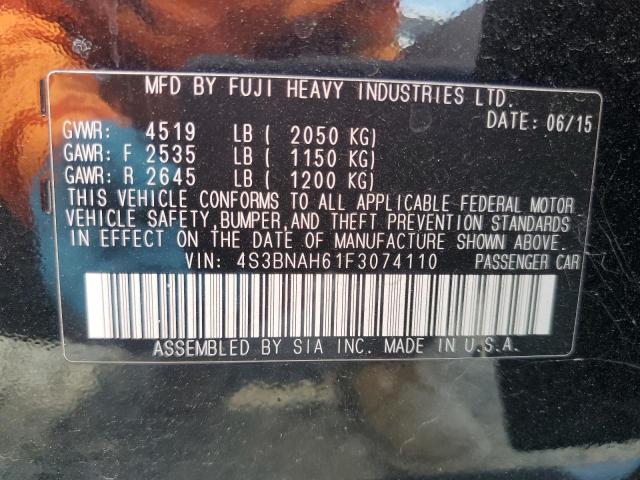 MFD BY FUJI HEAVY INDUSTRIES LTD.
DATE: 06/15
GVWR: 4519 LB ( 2050 KG)
GAWR: F 2535 LB ( 1150 KG)
GAWR: R 2645 LB ( 1200 KG)
THIS VEHICLE CONFORMS TO ALL APPLICABLE FEDERAL MOTOR
VEHICLE SAFETY, BUMPER, AND THEFT PREVENTION STANDARDS
IN EFFECT ON THE DATE OF MANUFACTURE SHOWN ABOVE.
VIN: 4S3BNAH61F3074110 PASSENGER CAR
ASSEMBLED BY SIA INC. MADE IN U.S.A.